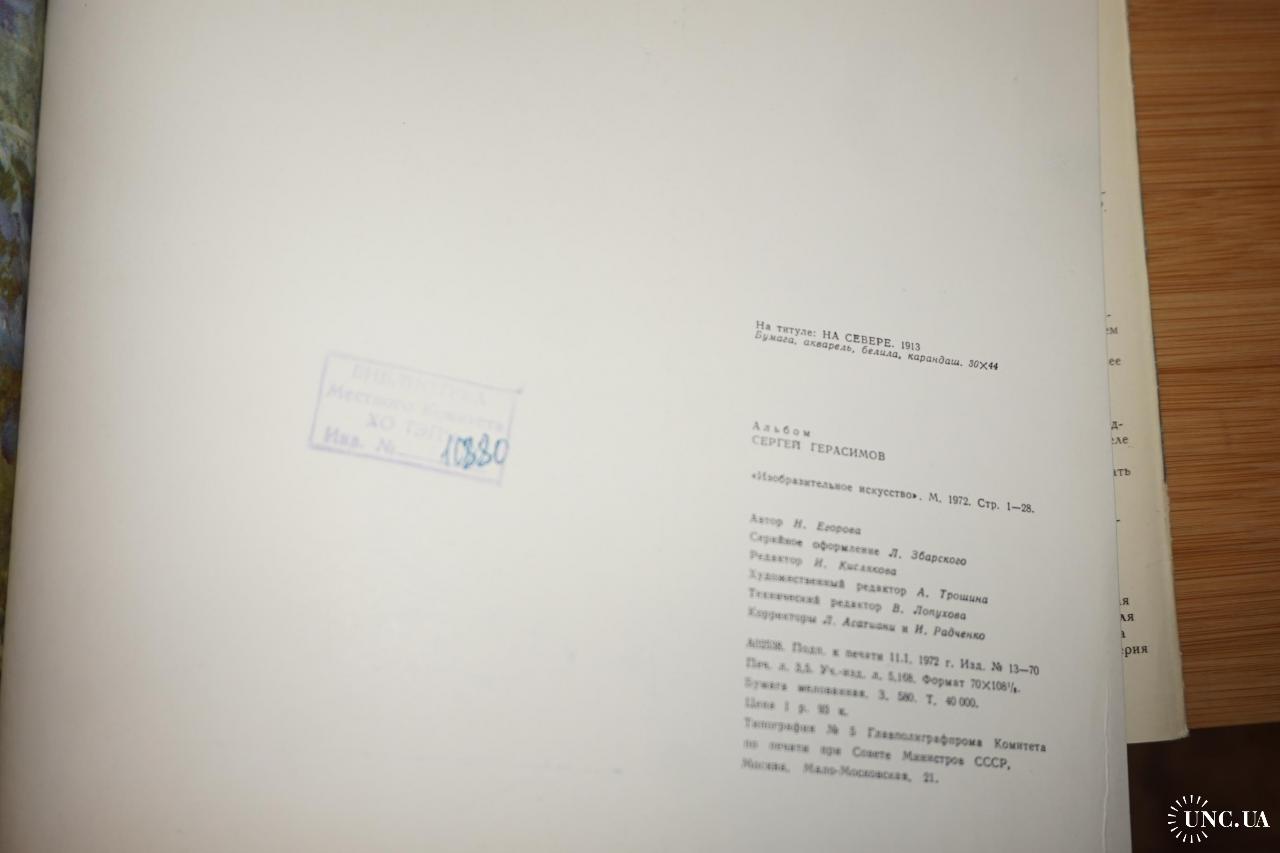 На титуле: НА СЕВЕРЕ. 1913
Бумага, акварель, белила, карандаш. 30×44
БИБЛИОТЕКА
Местного Комитета
ХО ТЭП
Инв. № 10880
Альбом
СЕРГЕЙ ГЕРАСИМОВ
«Изобразительное искусство». М. 1972. Стр. 1—28.
Автор Н. Егорова
Серийное оформление Л. Збарского
Редактор И. Кислякова
Художественный редактор А. Трошина
Технический редактор В. Лопухова
Корректоры Л. Асатиани и И. Радченко
Подп. к печати 11.I. 1972 г. Изд. № 13—70
Печ. л. 3,5. Уч.-изд. л. 5,168. Формат 70×108¹/₈.
Бумага мелованная. З. 580. Т. 40 000.
Цена 1 р. 95 к.
Типография № 5 Главполиграфпрома Комитета
по печати при Совете Министров СССР,
Москва, Мало-Московская, 21.
UNC.UA